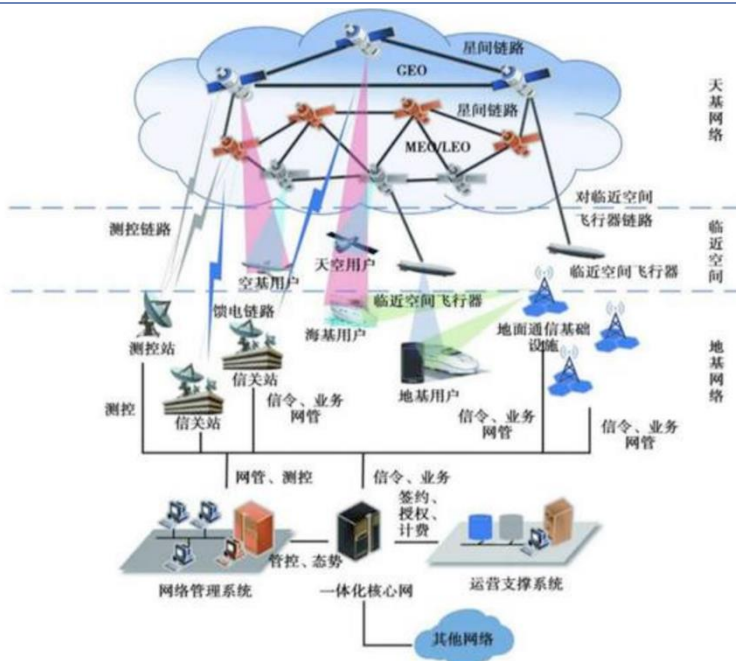 星间链路
GEO
星间链路
MEO/LEO
天基网络
对临近空间
飞行器链路
测控链路
临近空间
空基用户
天空用户
临近空间飞行器
临近空间飞行器
馈电链路
海基用户
测控站
地面通信基础
设施
信关站
信关站
地基用户
地基网络
测控
信令、业务
网管
信令、业务
网管
信令、业务
网管
网管、测控
信令、业务
签约、
授权、
计费
管控、态势
网络管理系统
一体化核心网
运营支撑系统
其他网络